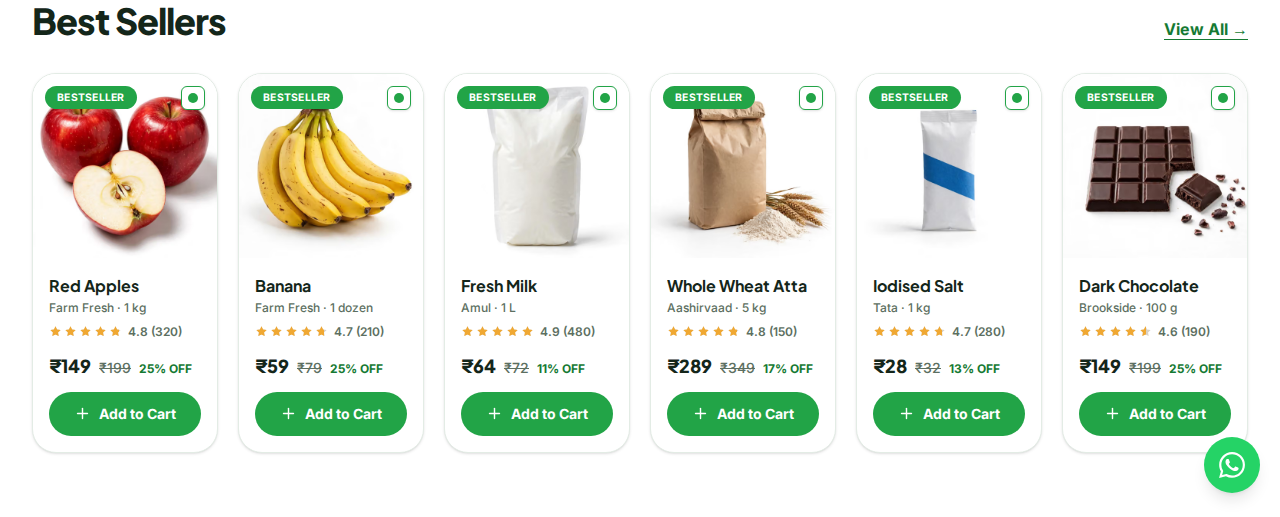 Best Sellers
View All →
BESTSELLER
BESTSELLER
BESTSELLER
BESTSELLER
BESTSELLER
BESTSELLER
Red Apples
Farm Fresh · 1 kg
4.8 (320)
₹149 ₹199 25% OFF
+ Add to Cart
Banana
Farm Fresh · 1 dozen
4.7 (210)
₹59 ₹79 25% OFF
+ Add to Cart
Fresh Milk
Amul · 1 L
4.9 (480)
₹64 ₹72 11% OFF
+ Add to Cart
Whole Wheat Atta
Aashirvaad · 5 kg
4.8 (150)
₹289 ₹349 17% OFF
+ Add to Cart
Iodised Salt
Tata · 1 kg
4.7 (280)
₹28 ₹32 13% OFF
+ Add to Cart
Dark Chocolate
Brookside · 100 g
4.6 (190)
₹149 ₹199 25% OFF
+ Add to Cart